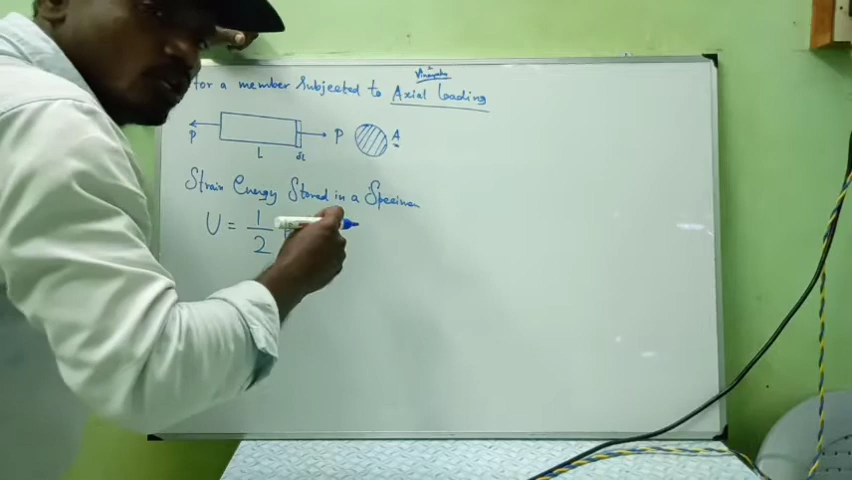 for a member Subjected to Axial Loading
P L δL P A
Strain Energy Stored in a Specimen
U = 1/2